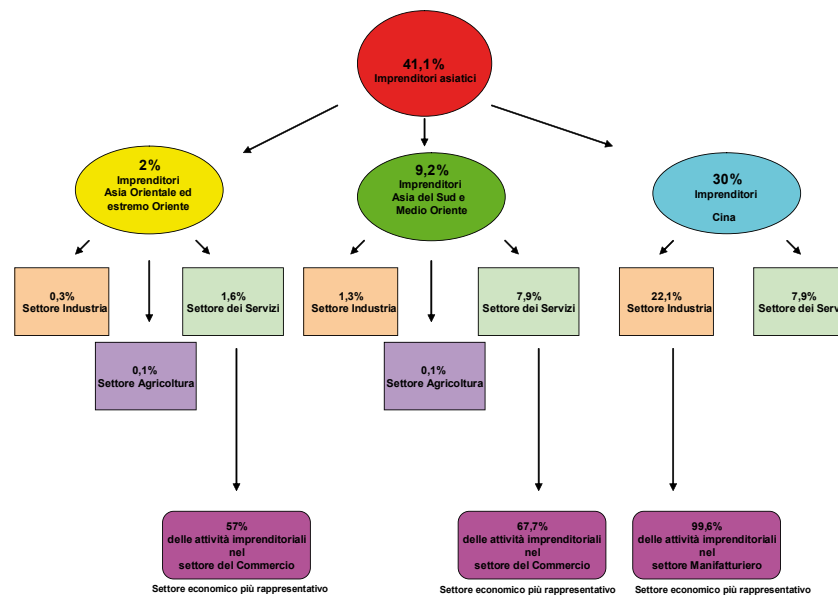 41,1%
Imprenditori asiatici
2%
Imprenditori
Asia Orientale ed
estremo Oriente
9,2%
Imprenditori
Asia del Sud e
Medio Oriente
30%
Imprenditori
Cina
0,3%
Settore Industria
1,6%
Settore dei Servizi
1,3%
Settore Industria
7,9%
Settore dei Servizi
22,1%
Settore Industria
7,9%
Settore dei Serv
0,1%
Settore Agricoltura
0,1%
Settore Agricoltura
57%
delle attività imprenditoriali
nel
settore del Commercio
67,7%
delle attività imprenditoriali
nel
settore del Commercio
99,6%
delle attività imprenditoriali
nel
settore Manifatturiero
Settore economico più rappresentativo
Settore economico più rappresentativo
Settore economico più rappresentativo